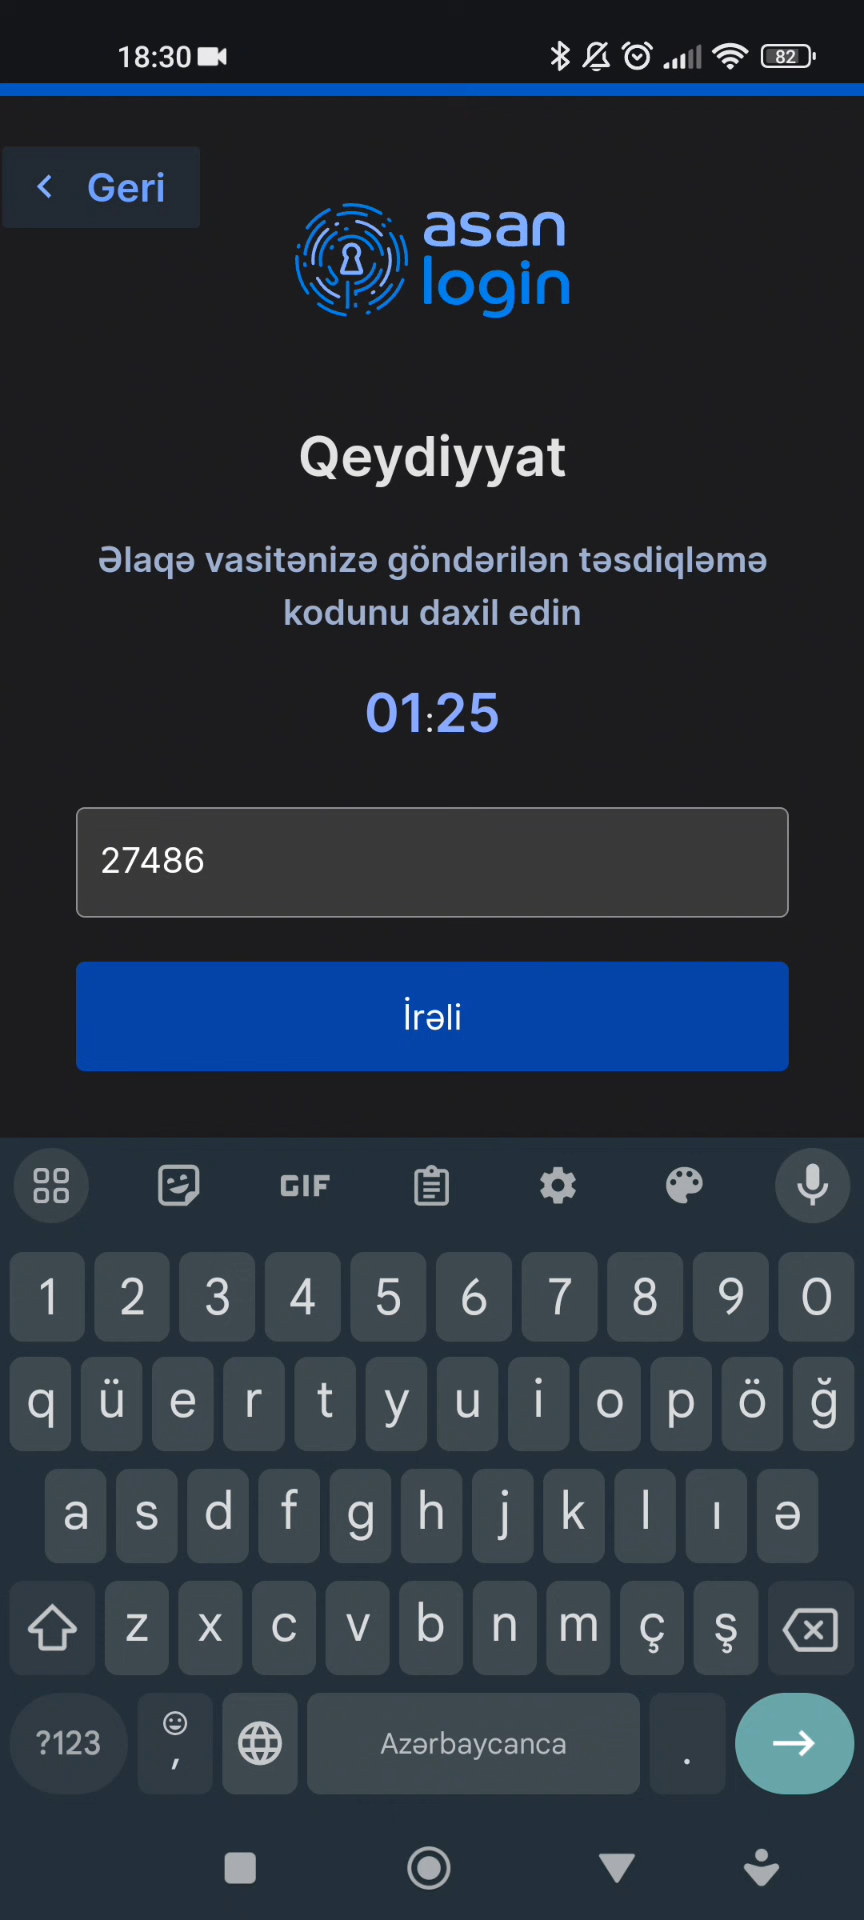 18:30
82
Geri
asan
login
Qeydiyyat
Əlaqə vasitənizə göndərilən təsdiqləmə
kodunu daxil edin
01:25
27486
İrəli
GIF
1 2 3 4 5 6 7 8 9 0
q ü e r t y u i o p ö ğ
a s d f g h j k l ı ə
z x c v b n m ç ş
?123 , Azərbaycanca .